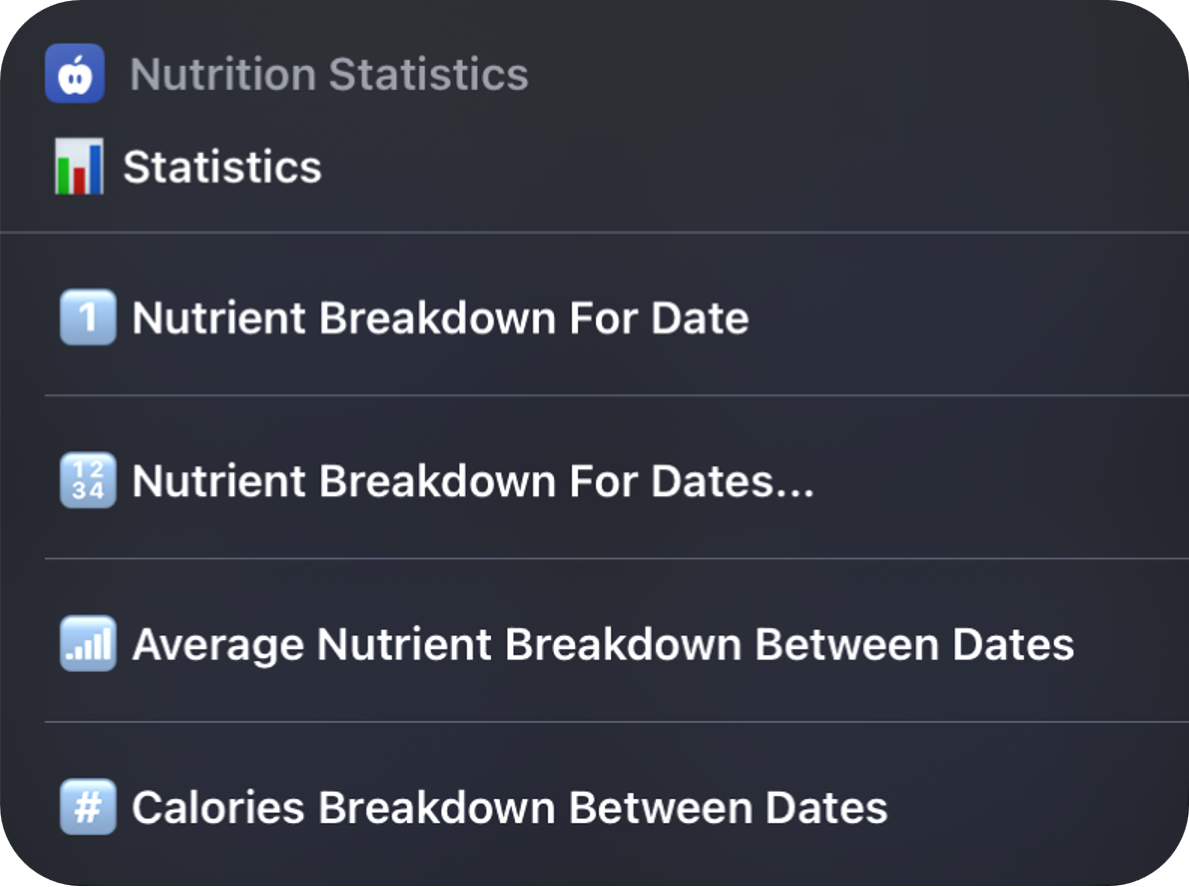 Nutrition Statistics
📊 Statistics
1️⃣ Nutrient Breakdown For Date
🔢 Nutrient Breakdown For Dates...
📶 Average Nutrient Breakdown Between Dates
#️⃣ Calories Breakdown Between Dates